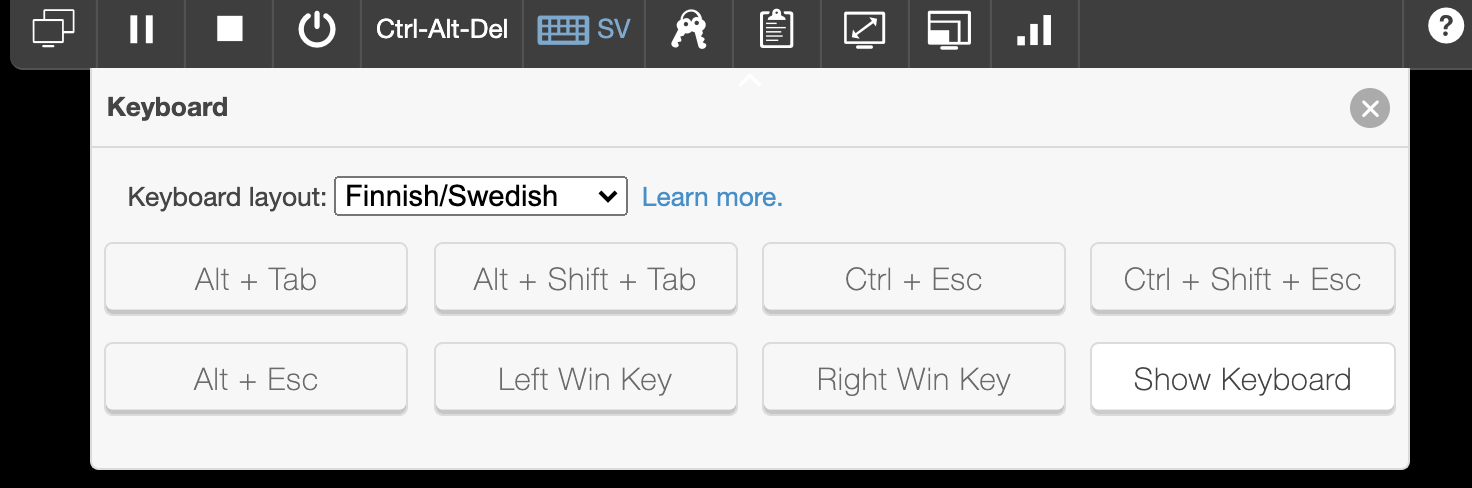 Ctrl-Alt-Del SV ?
Keyboard
Keyboard layout: Finnish/Swedish Learn more.
Alt + Tab Alt + Shift + Tab Ctrl + Esc Ctrl + Shift + Esc
Alt + Esc Left Win Key Right Win Key Show Keyboard